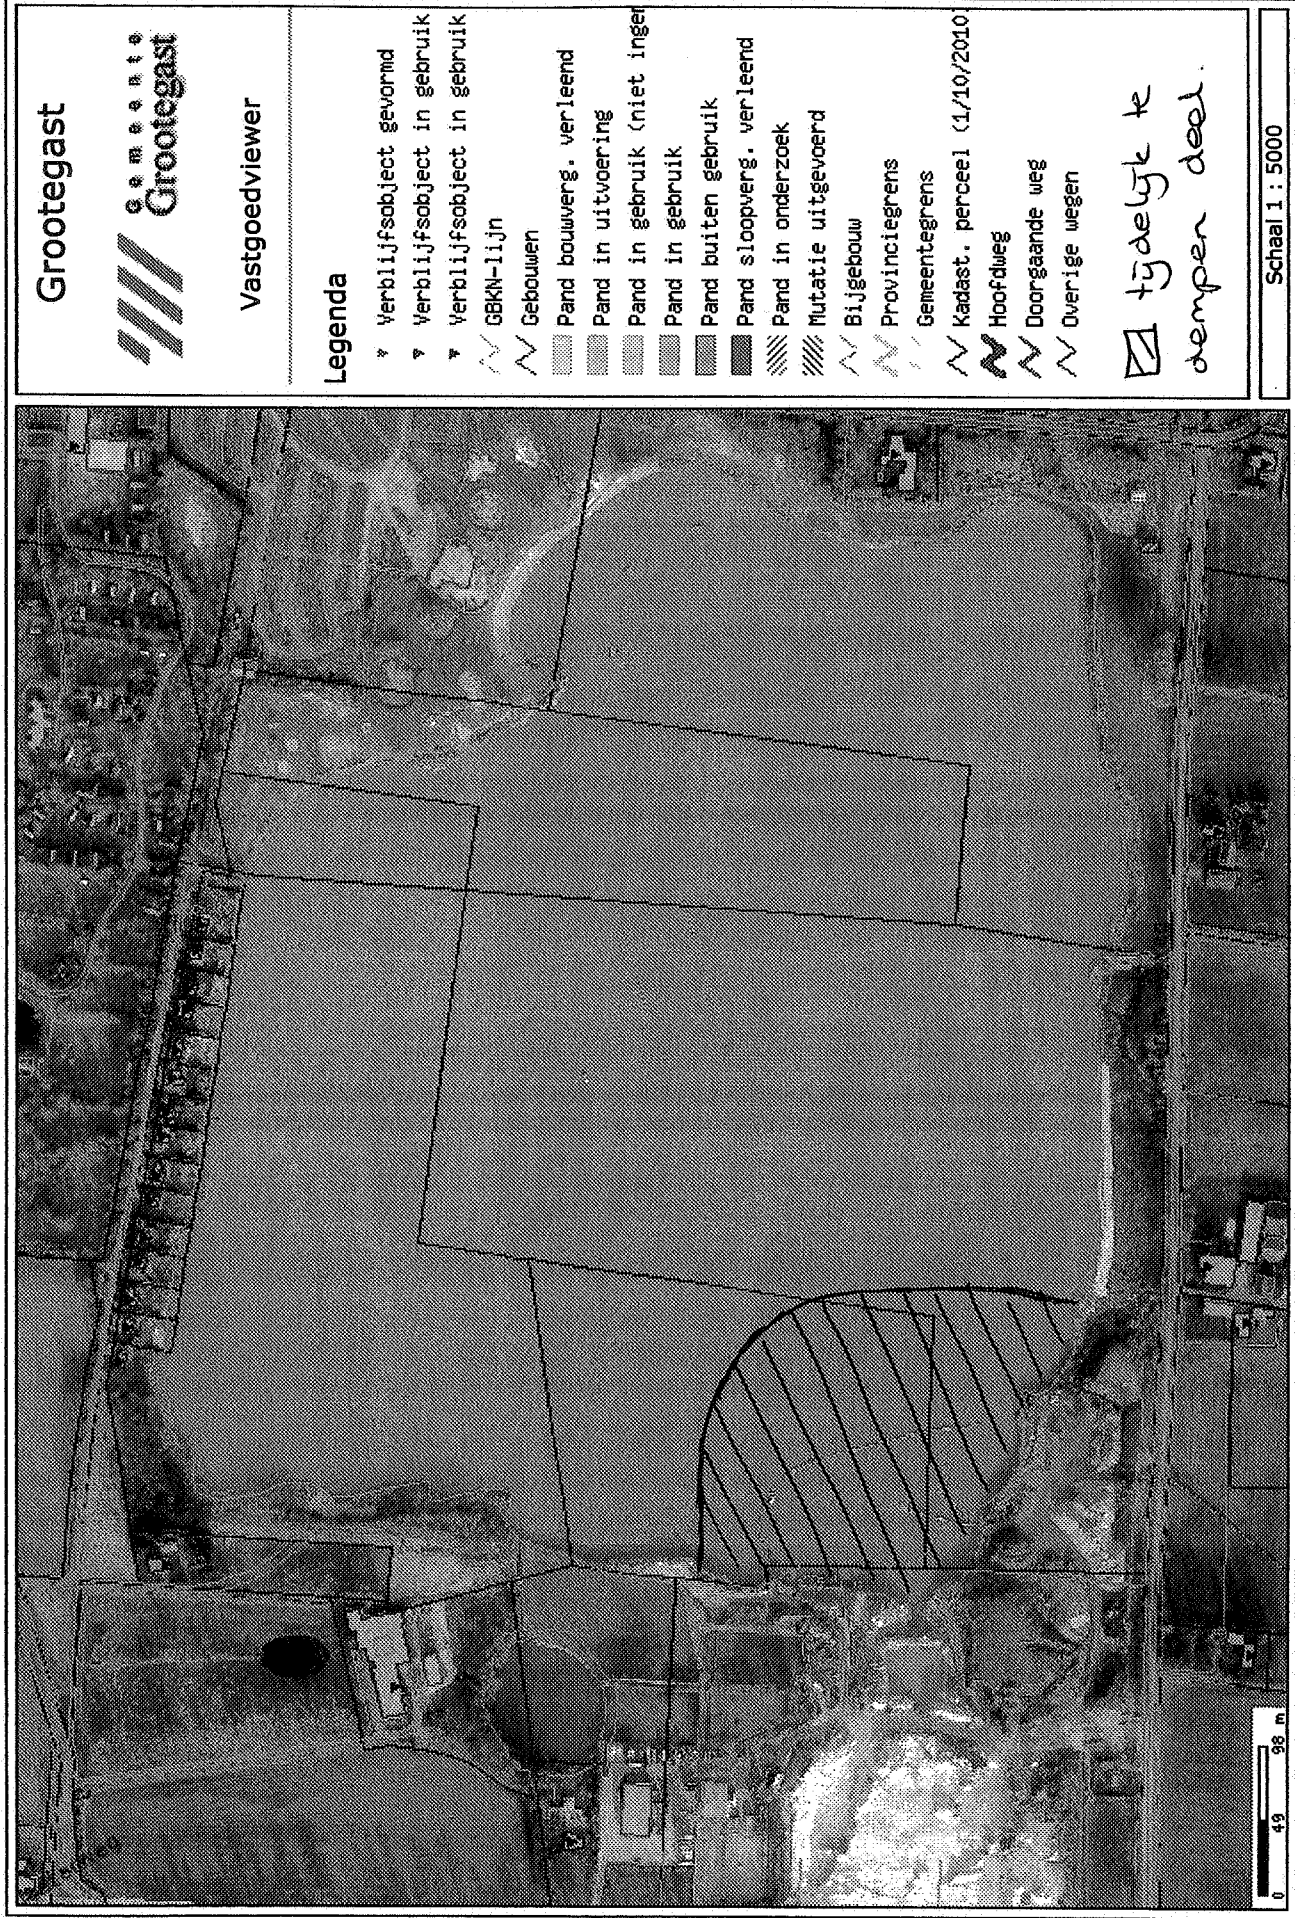 Grootegast
Gemeente
Grootegast
Vastgoedviewer
Legenda
Verblijfsobject gevormd
Verblijfsobject in gebruik
Verblijfsobject in gebruik
GBKN-lijn
Gebouwen
Pand bouwverg. verleend
Pand in uitvoering
Pand in gebruik (niet inger
Pand in gebruik
Pand buiten gebruik
Pand sloopverg. verleend
Pand in onderzoek
Mutatie uitgevoerd
Bijgebouw
Provinciegrens
Gemeentegrens
Kadast. perceel (1/10/2010)
Hoofdweg
Doorgaande weg
Overige wegen
tijdelijk te
dempen deel.
Schaal 1 : 5000
0 49 98 m